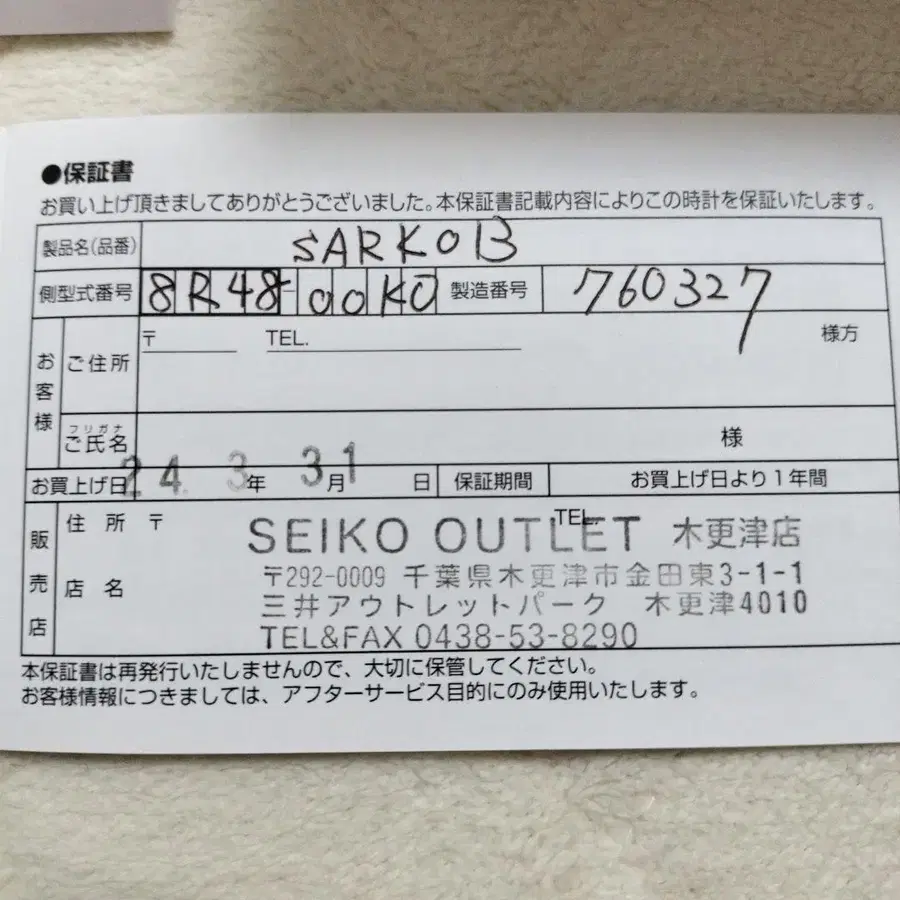 ●保証書
お買い上げ頂きましてありがとうございました。本保証書記載内容によりこの時計を保証いたします。
製品名(品番) SARK013
側型式番号 8R48-00K0 製造番号 760327
お客様 ご住所 〒 TEL. 様方
フリガナ
ご氏名 様
お買上げ日 24. 3年 31月 日 保証期間 お買上げ日より1年間
販売店 住所 〒 TEL.
SEIKO OUTLET 木更津店
店名 〒292-0009 千葉県木更津市金田東3-1-1
三井アウトレットパーク 木更津4010
TEL&FAX 0438-53-8290
本保証書は再発行いたしませんので、大切に保管してください。
お客様情報につきましては、アフターサービス目的にのみ使用いたします。